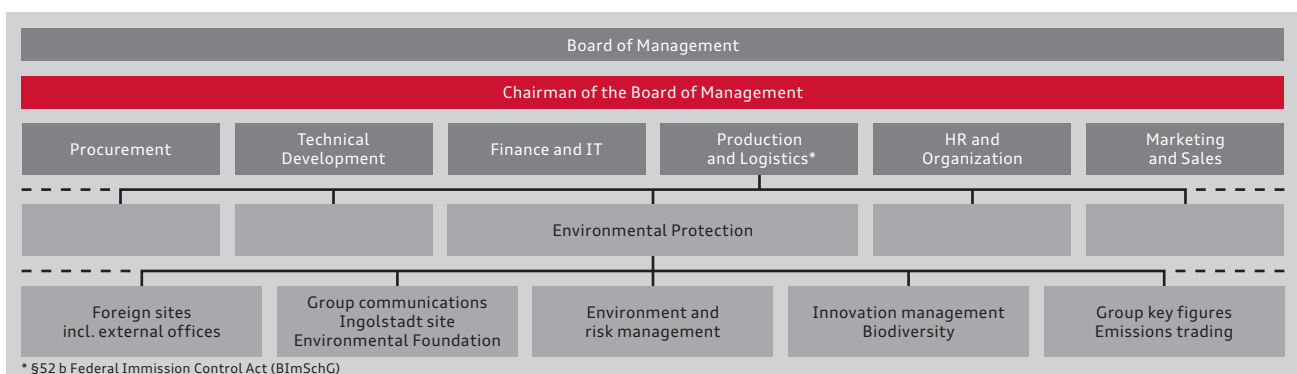 Board of Management
Chairman of the Board of Management
Procurement
Technical
Development
Finance and IT
Production
and Logistics*
HR and
Organization
Marketing
and Sales
Environmental Protection
Foreign sites
incl. external offices
Group communications
Ingolstadt site
Environmental Foundation
Environment and
risk management
Innovation management
Biodiversity
Group key figures
Emissions trading
* §52 b Federal Immission Control Act (BImSchG)